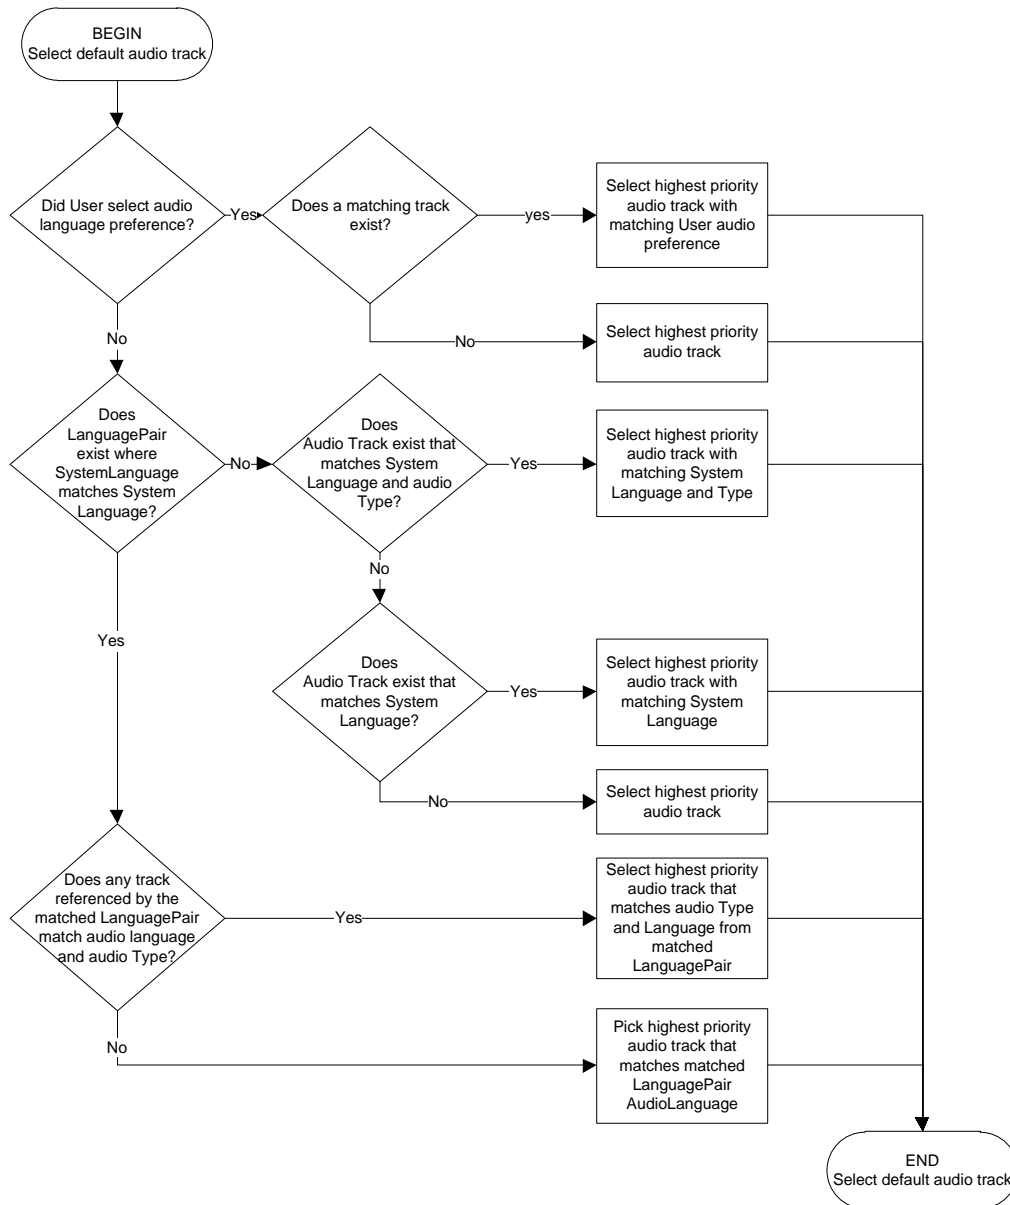 BEGIN
Select default audio track
Did User select audio
language preference?
Yes
Does a matching track
exist?
yes
Select highest priority
audio track with
matching User audio
preference
No
No
Select highest priority
audio track
Does
LanguagePair
exist where
SystemLanguage
matches System
Language?
No
Does
Audio Track exist that
matches System
Language and audio
Type?
Yes
Select highest priority
audio track with
matching System
Language and Type
No
Yes
Does
Audio Track exist that
matches System
Language?
Yes
Select highest priority
audio track with
matching System
Language
No
Select highest priority
audio track
Does any track
referenced by the
matched LanguagePair
match audio language
and audio Type?
Yes
Select highest priority
audio track that
matches audio Type
and Language from
matched
LanguagePair
No
Pick highest priority
audio track that
matches matched
LanguagePair
AudioLanguage
END
Select default audio track